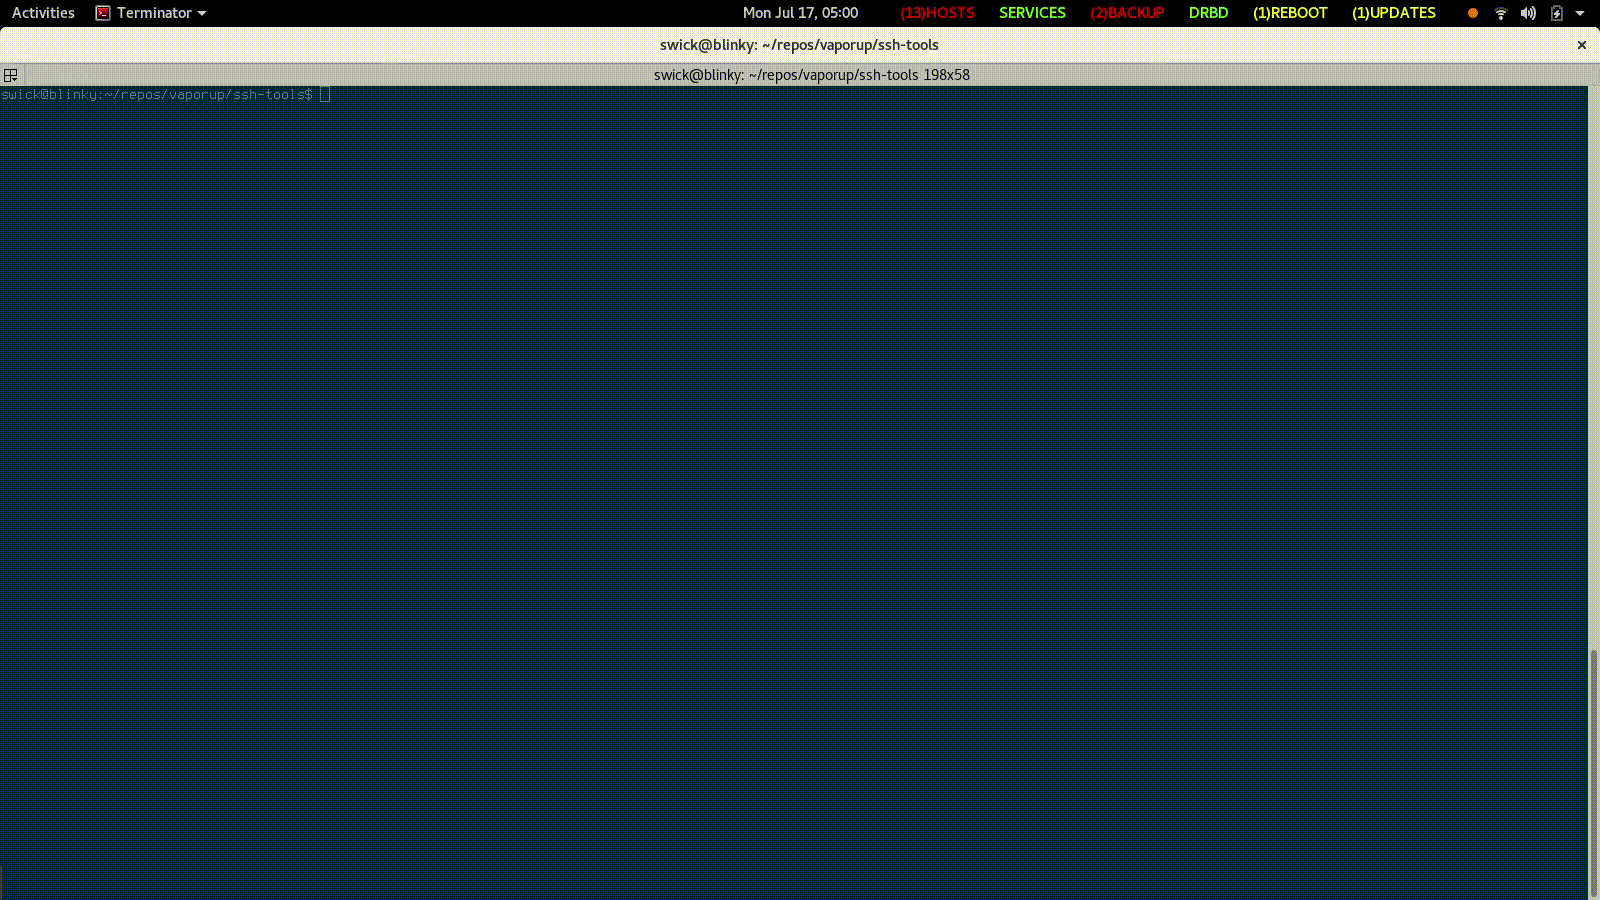 Activities Terminator Mon Jul 17, 05:00 (13)HOSTS SERVICES (2)BACKUP DRBD (1)REBOOT (1)UPDATES
swick@blinky: ~/repos/vaporup/ssh-tools
swick@blinky: ~/repos/vaporup/ssh-tools 198x58
swick@blinky:~/repos/vaporup/ssh-tools$